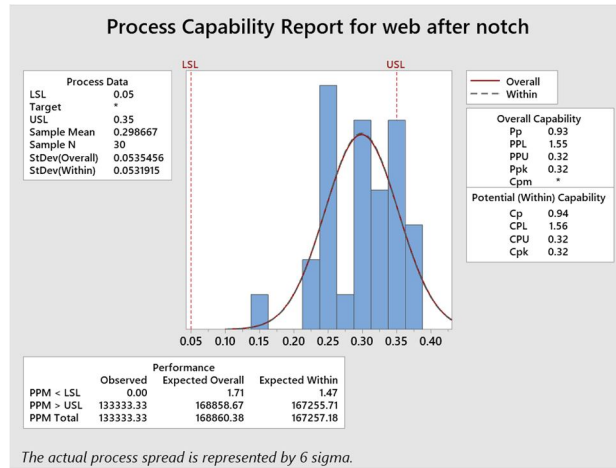 Process Capability Report for web after notch
LSL
USL
Process Data
LSL 0.05
Target *
USL 0.35
Sample Mean 0.298667
Sample N 30
StDev(Overall) 0.0535456
StDev(Within) 0.0531915
Overall
Within
Overall Capability
Pp 0.93
PPL 1.55
PPU 0.32
Ppk 0.32
Cpm *
Potential (Within) Capability
Cp 0.94
CPL 1.56
CPU 0.32
Cpk 0.32
0.05 0.10 0.15 0.20 0.25 0.30 0.35 0.40
Performance
Observed Expected Overall Expected Within
PPM < LSL 0.00 1.71 1.47
PPM > USL 133333.33 168858.67 167255.71
PPM Total 133333.33 168860.38 167257.18
The actual process spread is represented by 6 sigma.